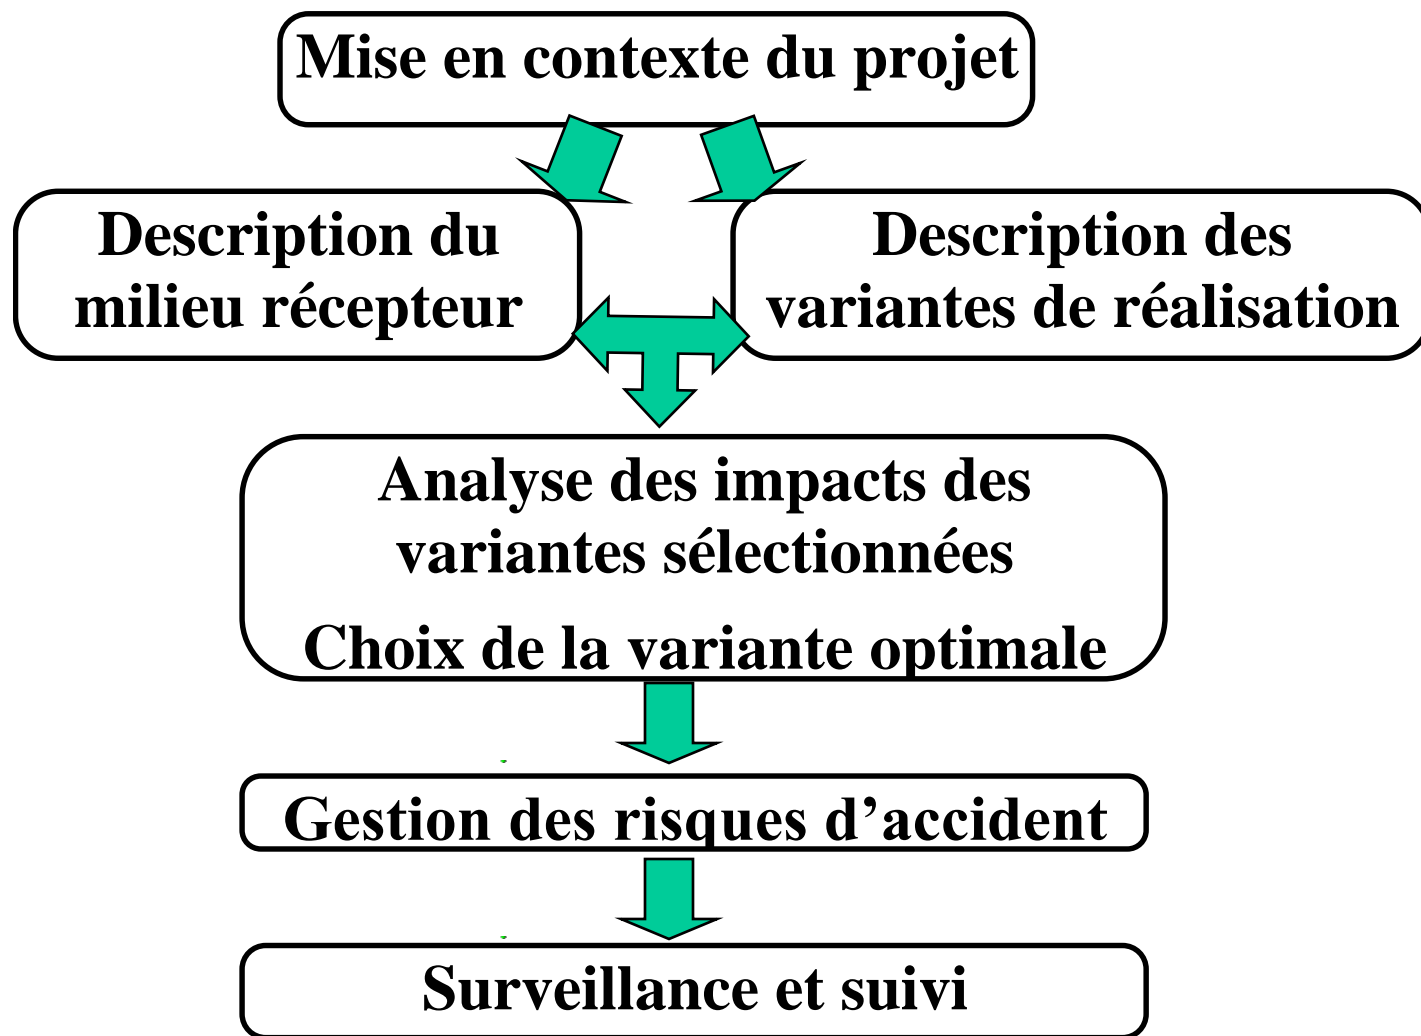 Mise en contexte du projet
Description du
milieu récepteur
Description des
variantes de réalisation
Analyse des impacts des
variantes sélectionnées
Choix de la variante optimale
Gestion des risques d’accident
Surveillance et suivi